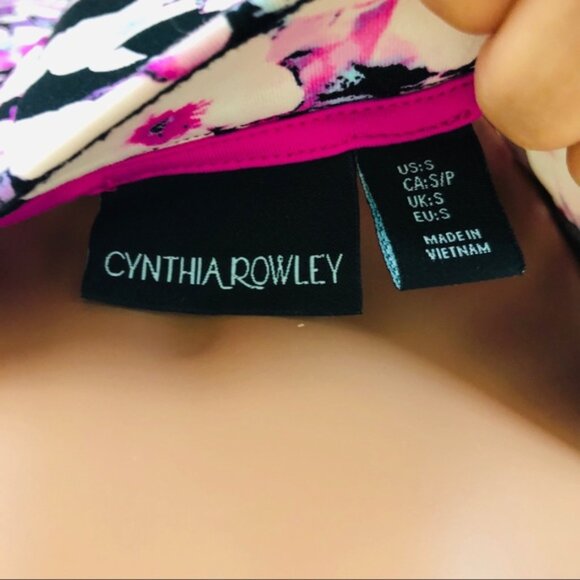 CYNTHIA ROWLEY
US:S
CA:S/P
UK:S
EU:S
MADE IN
VIETNAM